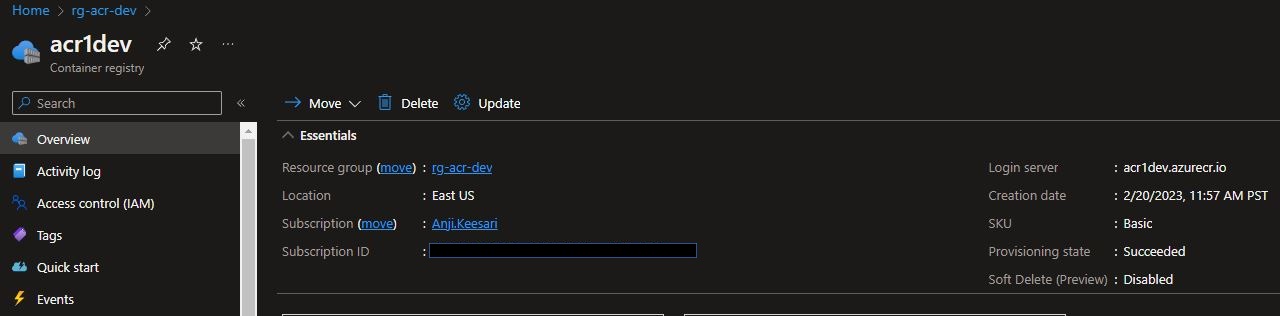 Home > rg-acr-dev >
acr1dev ...
Container registry
Search «
Move Delete Update
Overview
Activity log
Access control (IAM)
Tags
Quick start
Events
Essentials
Resource group (move) : rg-acr-dev
Location : East US
Subscription (move) : Anji.Keesari
Subscription ID :
Login server : acr1dev.azurecr.io
Creation date : 2/20/2023, 11:57 AM PST
SKU : Basic
Provisioning state : Succeeded
Soft Delete (Preview) : Disabled